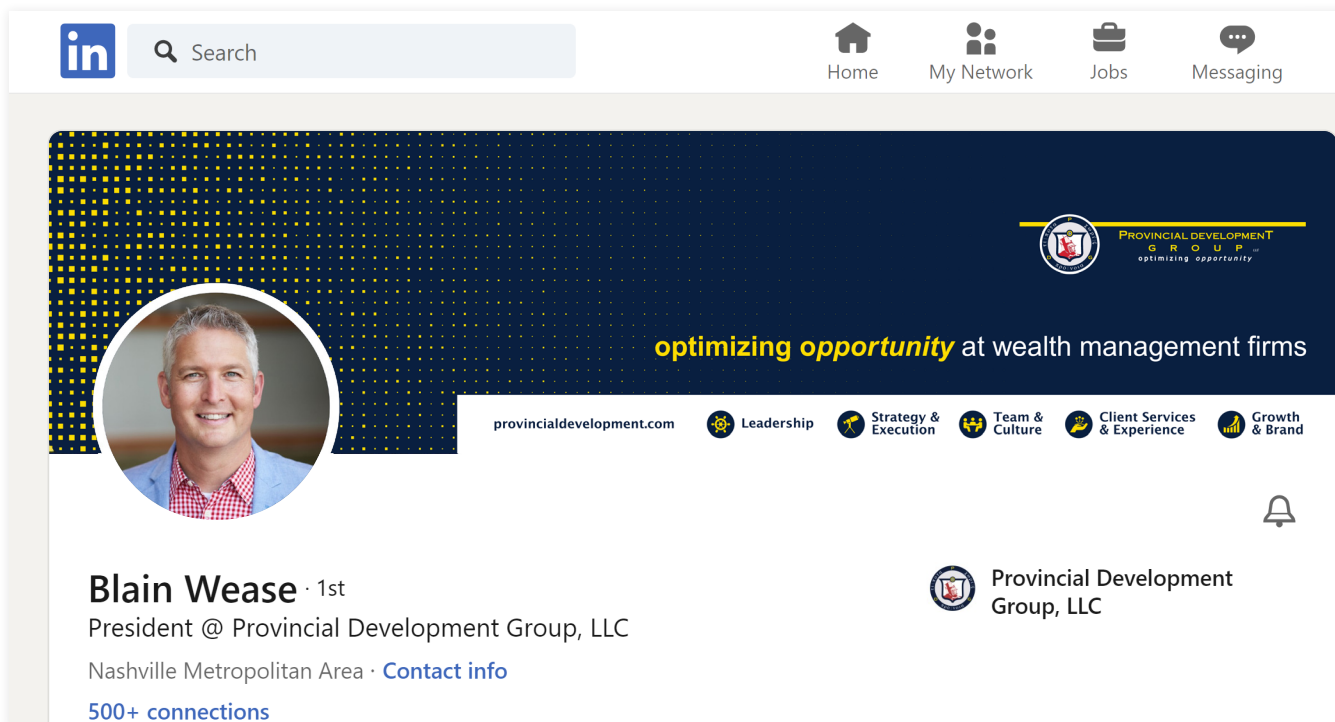 in
Search
Home
My Network
Jobs
Messaging
PROVINCIAL DEVELOPMENT
GROUP
optimizing opportunity
optimizing opportunity at wealth management firms
provincialdevelopment.com
Leadership
Strategy &
Execution
Team &
Culture
Client Services
& Experience
Growth
& Brand
Blain Wease · 1st
President @ Provincial Development Group, LLC
Nashville Metropolitan Area · Contact info
500+ connections
Provincial Development
Group, LLC